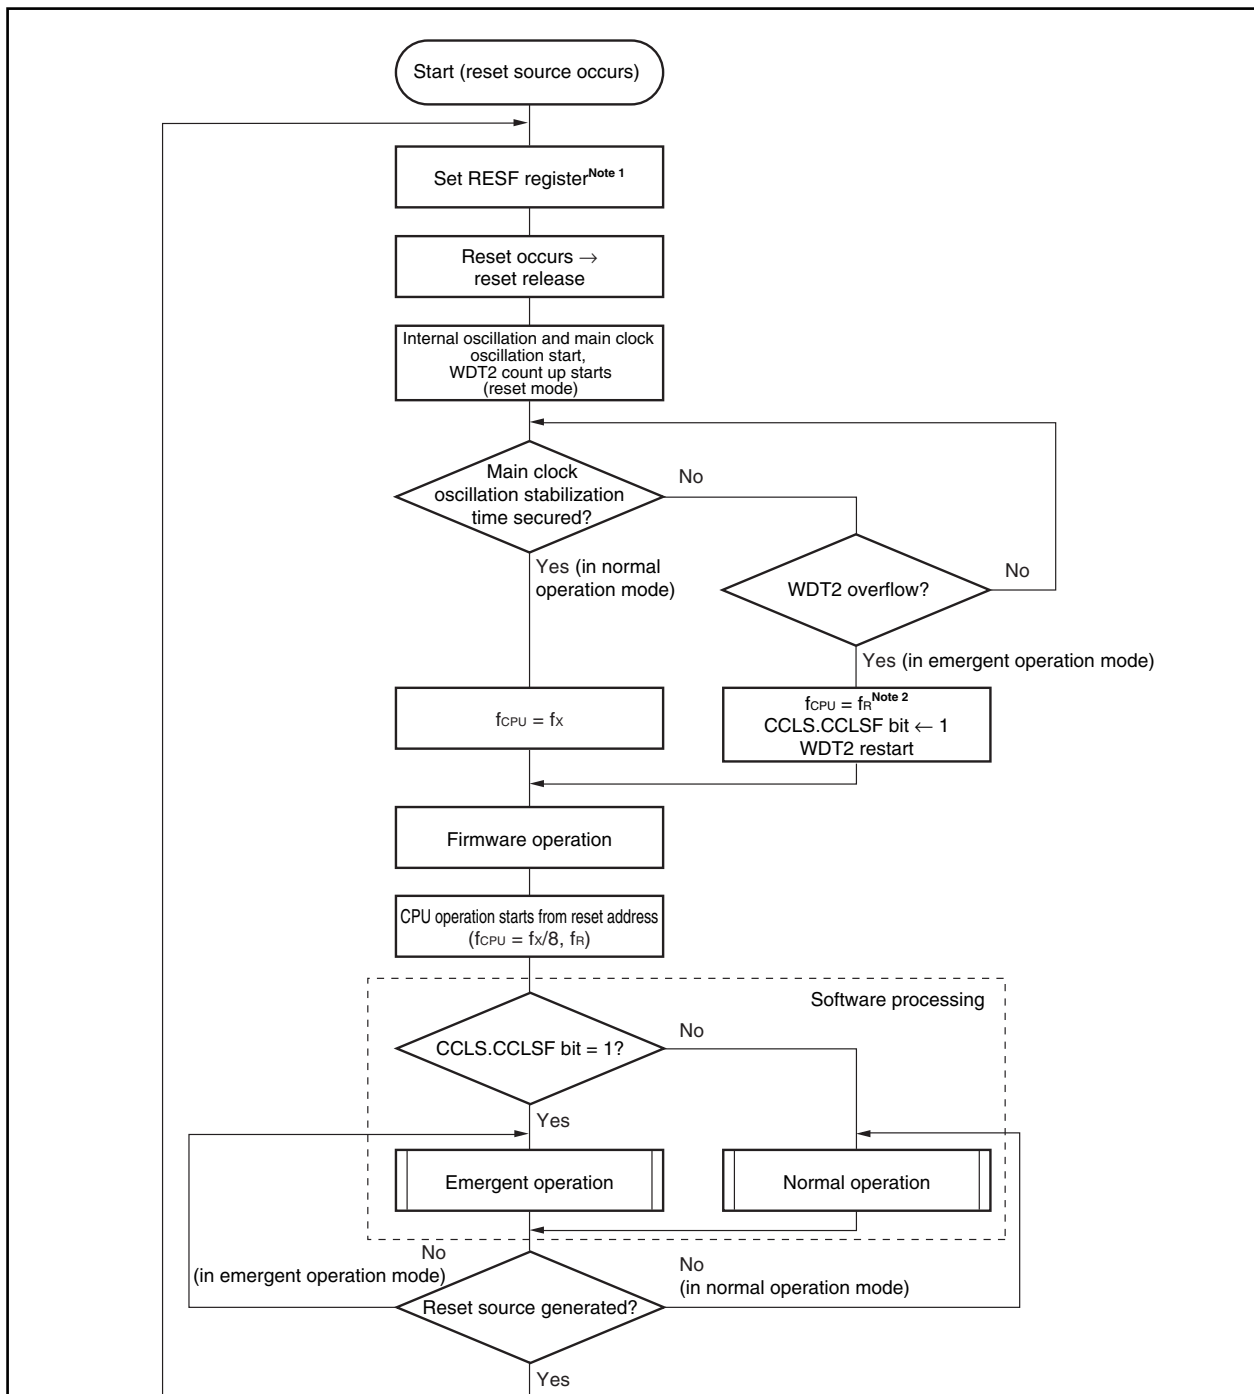 Start (reset source occurs)
Set RESF registerNote 1
Reset occurs →
reset release
Internal oscillation and main clock
oscillation start,
WDT2 count up starts
(reset mode)
Main clock
oscillation stabilization
time secured?
No
Yes (in normal
operation mode)
WDT2 overflow?
No
Yes (in emergent operation mode)
fCPU = fX
fCPU = fRNote 2
CCLS.CCLSF bit ← 1
WDT2 restart
Firmware operation
CPU operation starts from reset address
(fCPU = fX/8, fR)
Software processing
CCLS.CCLSF bit = 1?
No
Yes
Emergent operation
Normal operation
No
(in emergent operation mode)
No
(in normal operation mode)
Reset source generated?
Yes